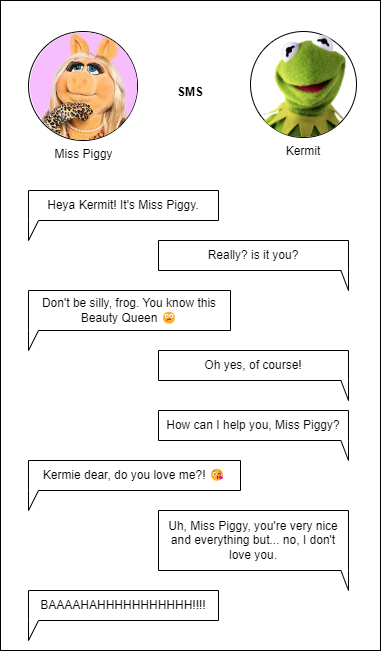 SMS
Miss Piggy
Kermit
Heya Kermit! It's Miss Piggy.
Really? is it you?
Don't be silly, frog. You know this
Beauty Queen 😩
Oh yes, of course!
How can I help you, Miss Piggy?
Kermie dear, do you love me?! 😘
Uh, Miss Piggy, you're very nice
and everything but... no, I don't
love you.
BAAAAHAHHHHHHHHHHH!!!!